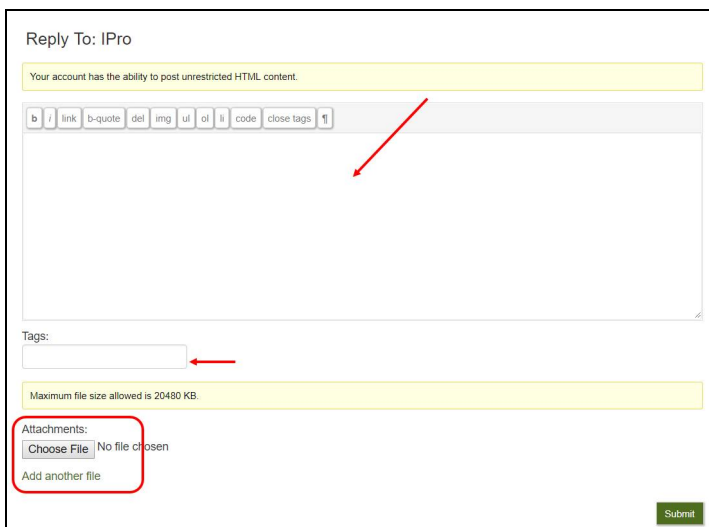 Reply To: IPro
Your account has the ability to post unrestricted HTML content.
b i link b-quote del img ul ol li code close tags ¶
Tags:
Maximum file size allowed is 20480 KB.
Attachments:
Choose File No file chosen
Add another file
Submit